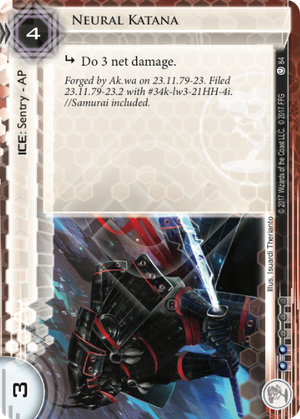 4
NEURAL KATANA
↳ Do 3 net damage.
Forged by Ak.wa on 23.11.79-23. Filed
23.11.79-23.2 with #34k-lw3-21HH-4i.
//Samurai included.
ICE: Sentry - AP
84
© 2017 Wizards of the Coast LLC. © 2017 FFG
Illus. Isuardi Therianto
3